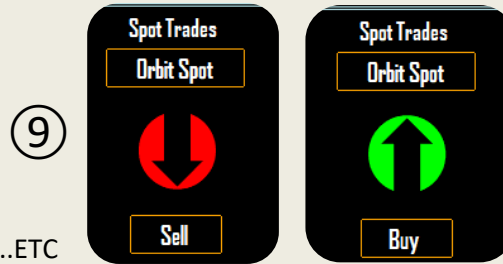 Spot Trades
Orbit Spot
Sell
Spot Trades
Orbit Spot
Buy
⑨
..ETC